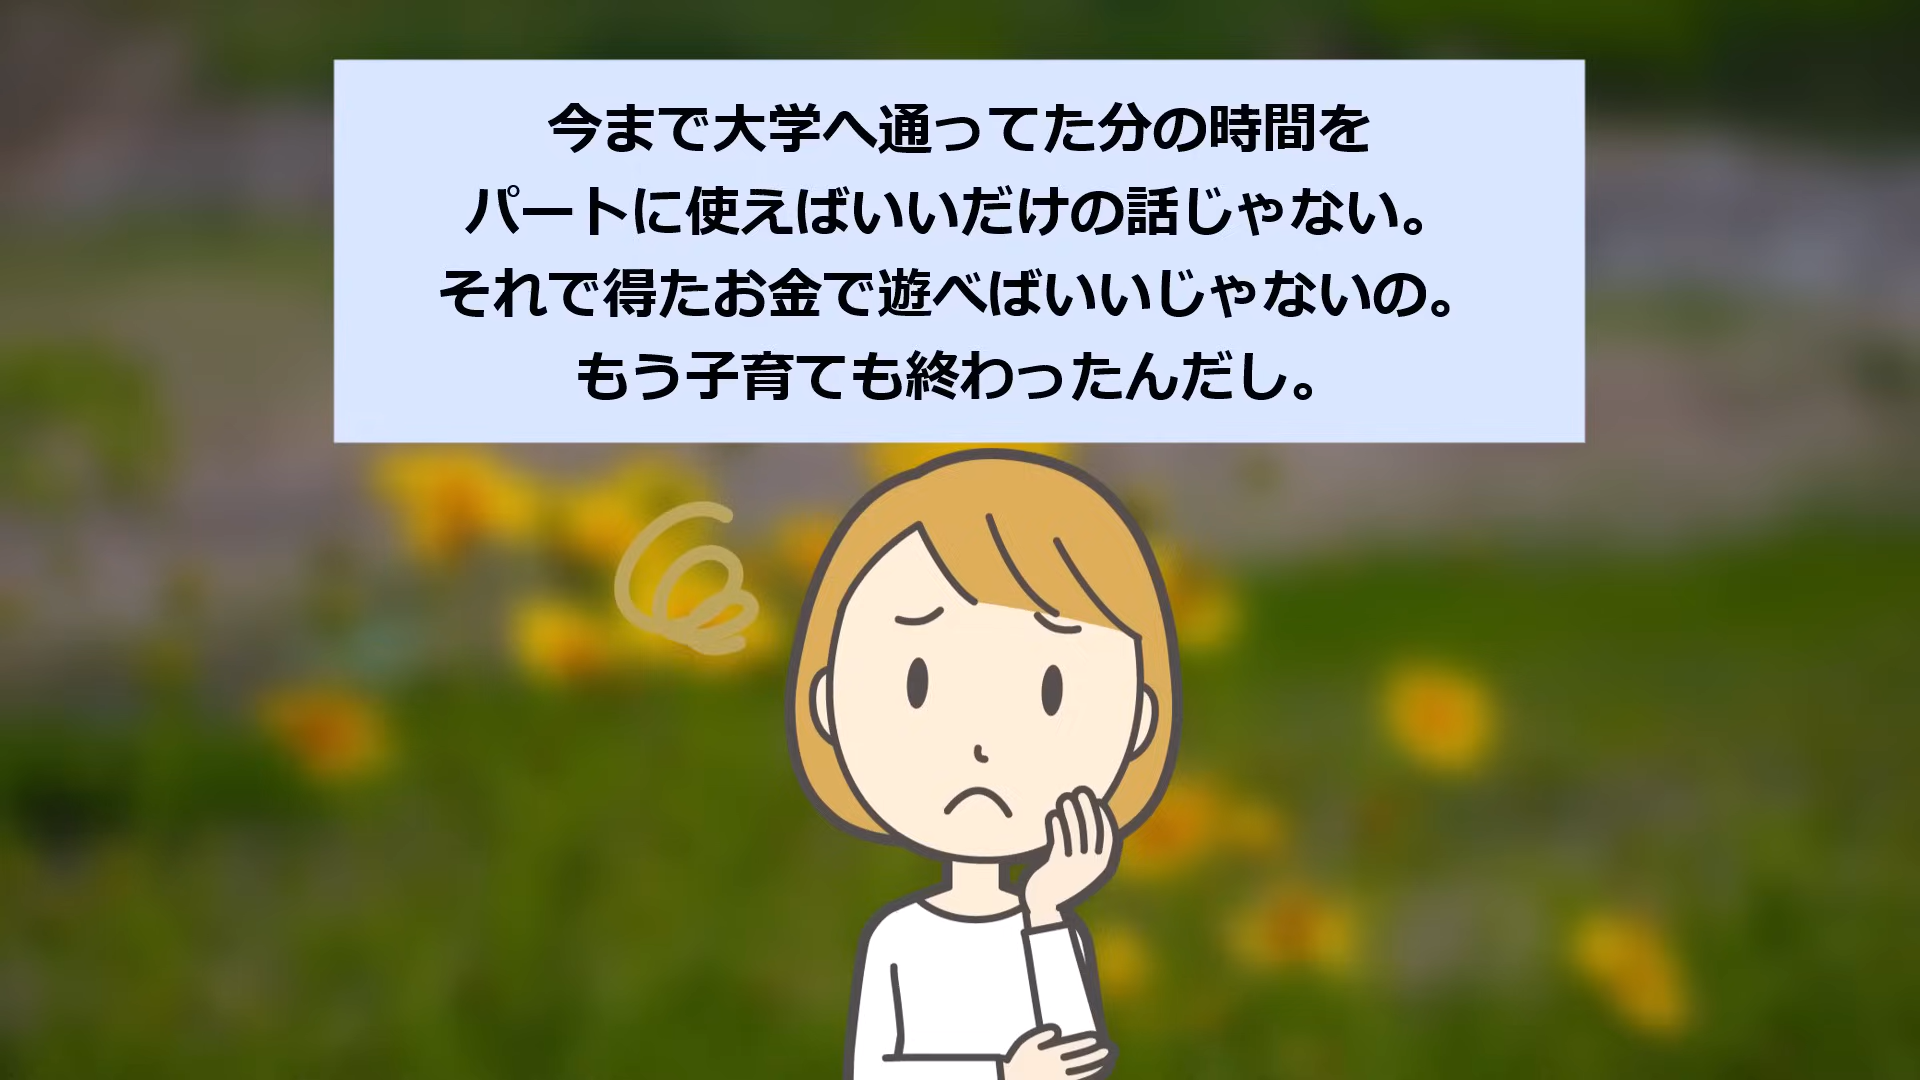 今まで大学へ通ってた分の時間を
パートに使えばいいだけの話じゃない。
それで得たお金で遊べばいいじゃないの。
もう子育ても終わったんだし。